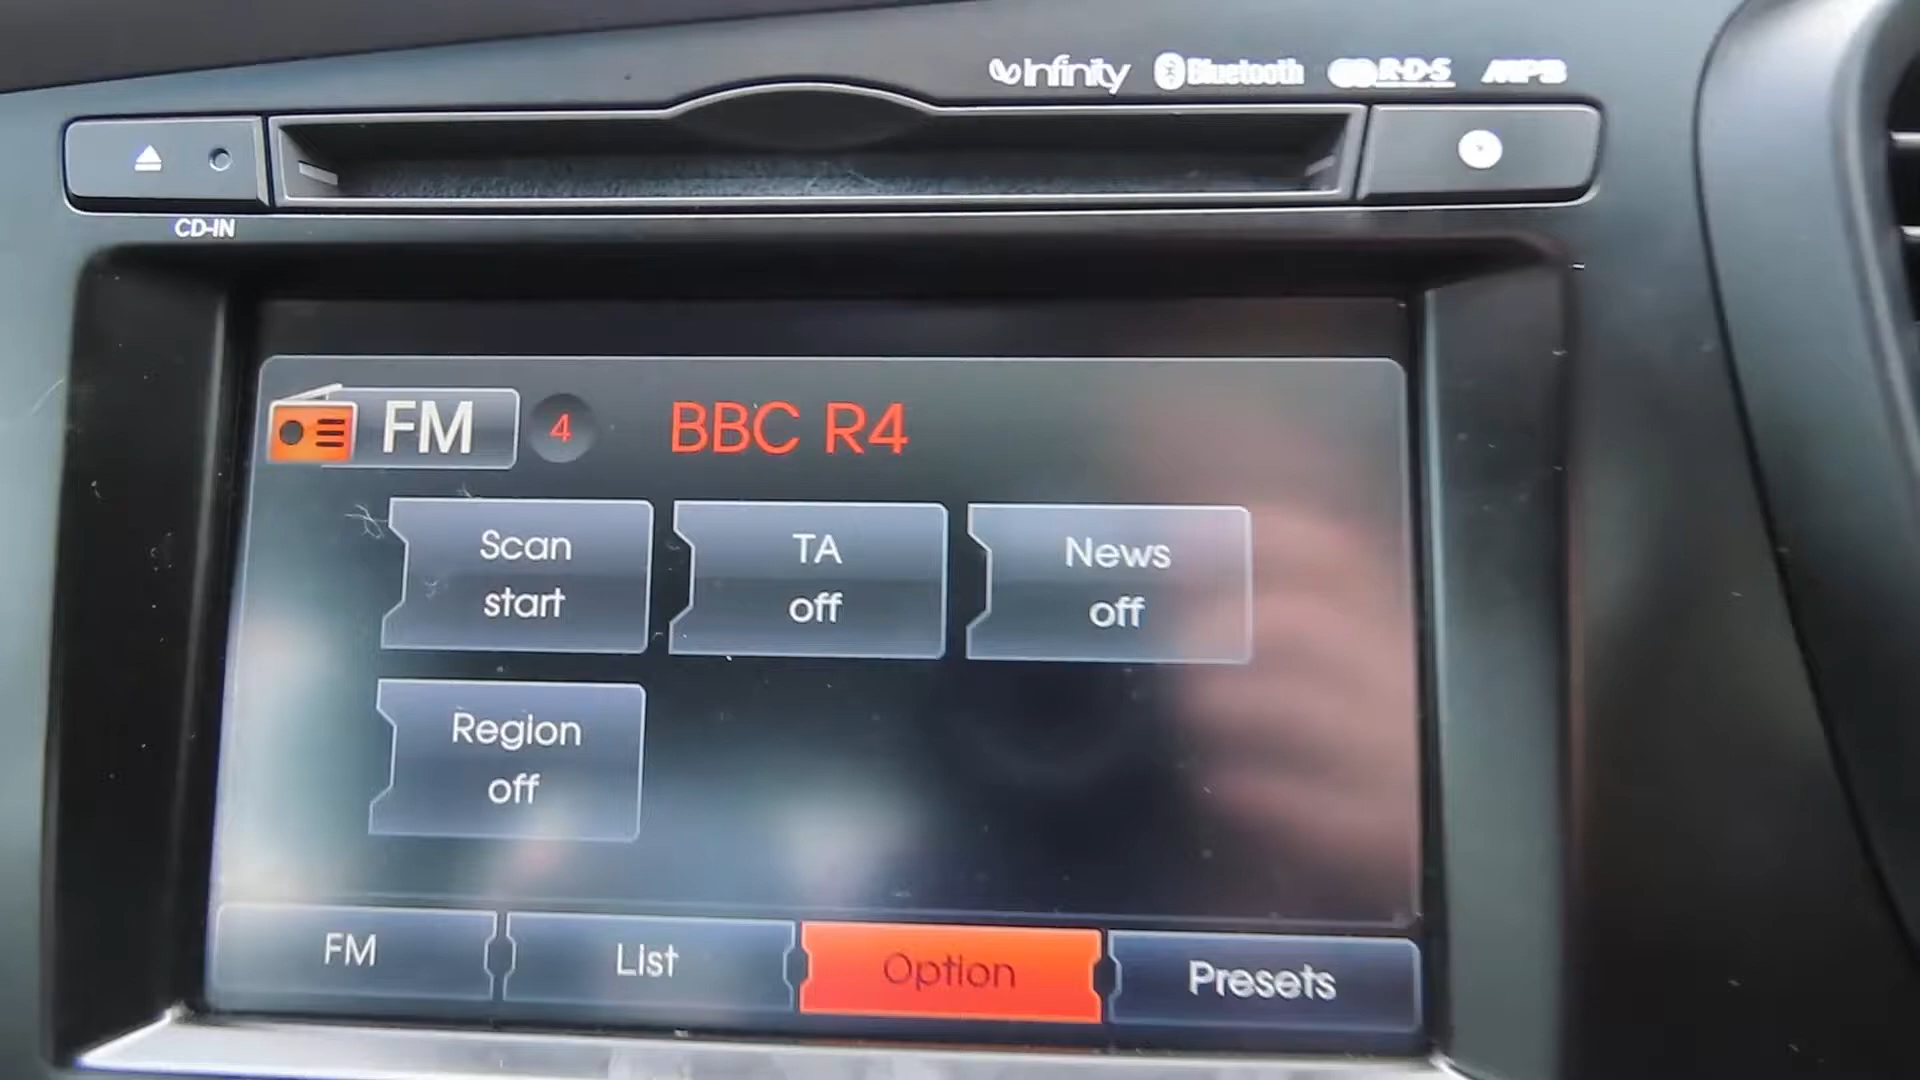 infinity Bluetooth R·D·S MP3
CD-IN
FM 4 BBC R4
Scan start
TA off
News off
Region off
FM List Option Presets